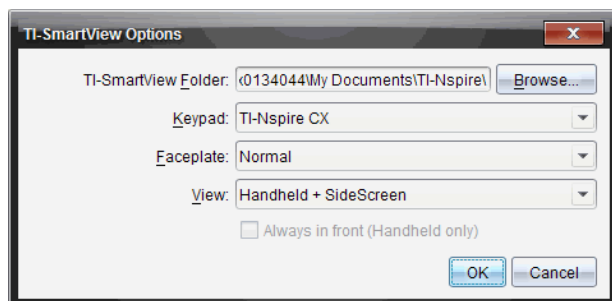 TI-SmartView Options
TI-SmartView Folder: x0134044\My Documents\TI-Nspire\ Browse...
Keypad: TI-Nspire CX
Faceplate: Normal
View: Handheld + SideScreen
Always in front (Handheld only)
OK Cancel